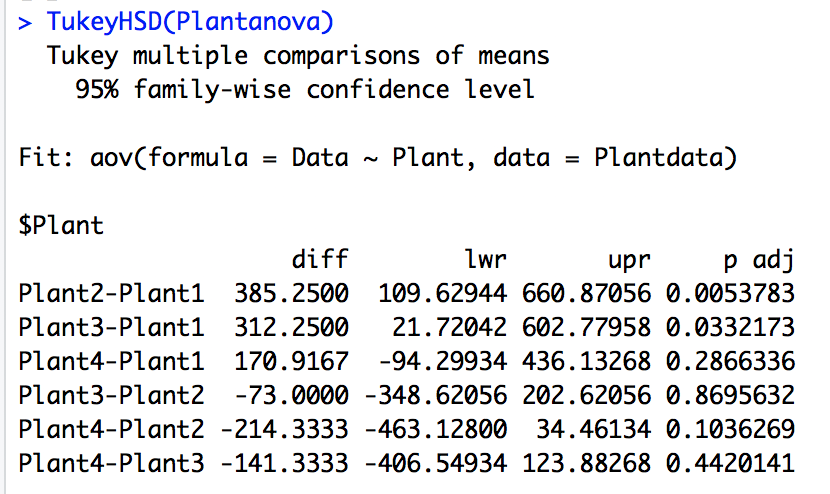 > TukeyHSD(Plantanova)
Tukey multiple comparisons of means
95% family-wise confidence level
Fit: aov(formula = Data ~ Plant, data = Plantdata)
$Plant
diff lwr upr p adj
Plant2-Plant1 385.2500 109.62944 660.87056 0.0053783
Plant3-Plant1 312.2500 21.72042 602.77958 0.0332173
Plant4-Plant1 170.9167 -94.29934 436.13268 0.2866336
Plant3-Plant2 -73.0000 -348.62056 202.62056 0.8695632
Plant4-Plant2 -214.3333 -463.12800 34.46134 0.1036269
Plant4-Plant3 -141.3333 -406.54934 123.88268 0.4420141